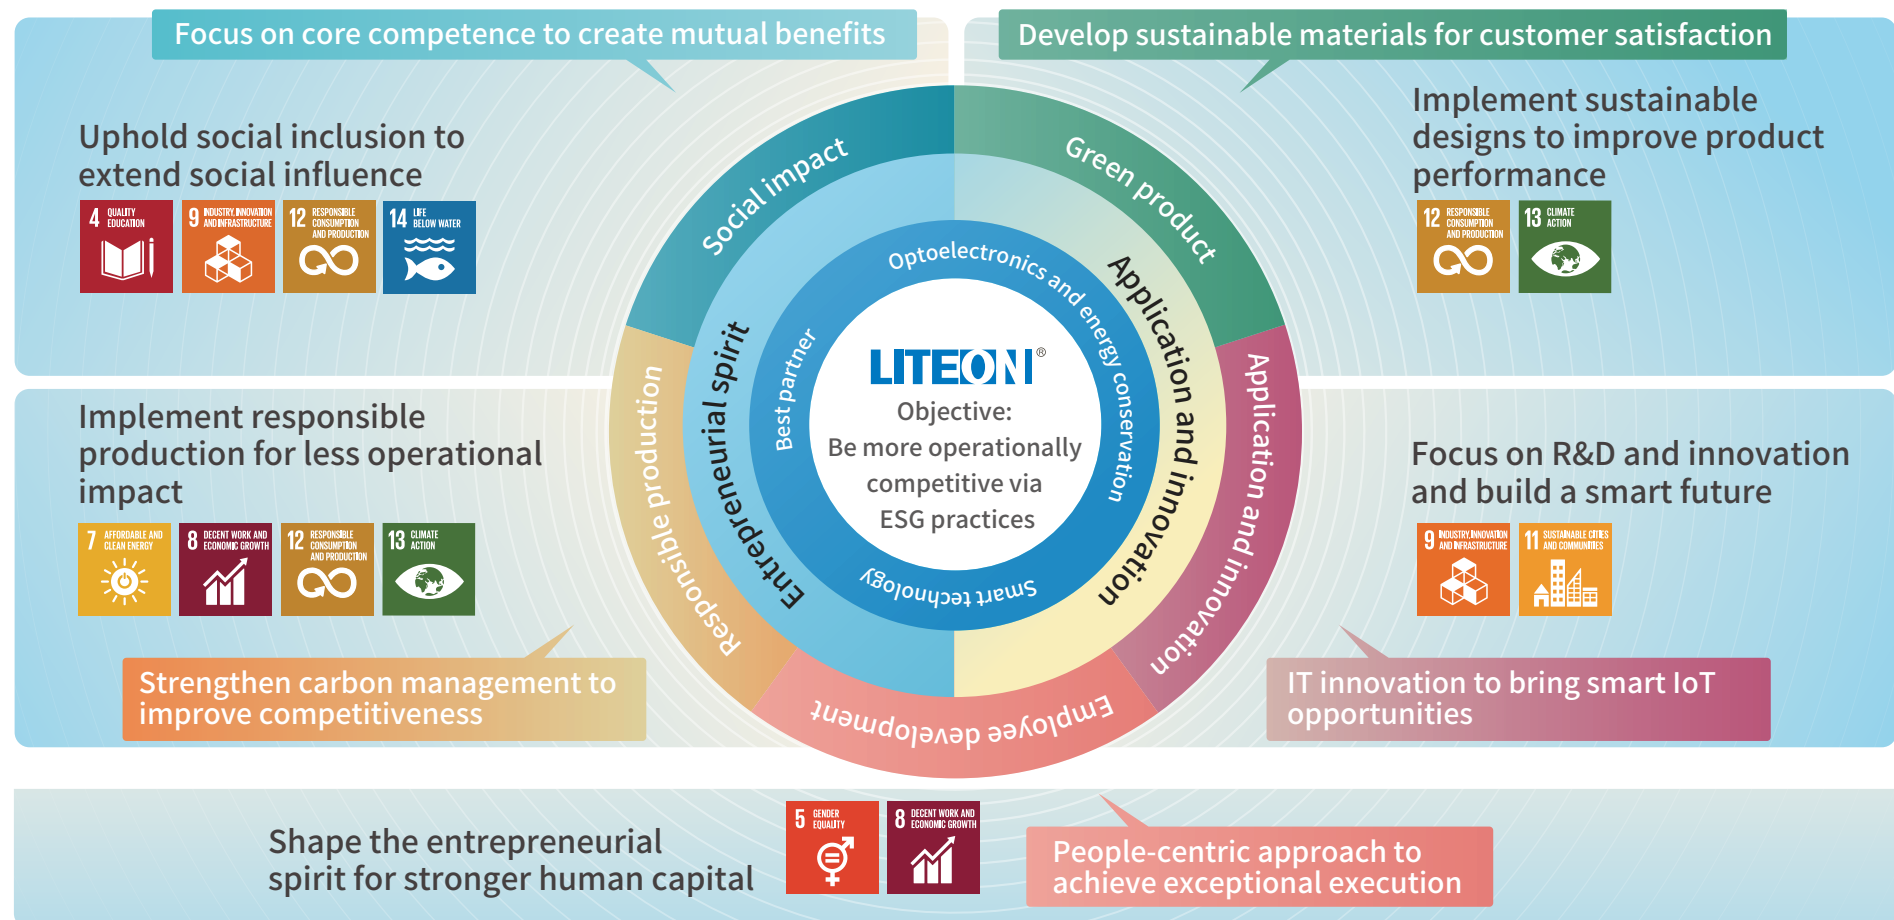 Focus on core competence to create mutual benefits
Develop sustainable materials for customer satisfaction
Uphold social inclusion to
extend social influence
4 QUALITY
EDUCATION
9 INDUSTRY, INNOVATION
AND INFRASTRUCTURE
12 RESPONSIBLE
CONSUMPTION
AND PRODUCTION
14 LIFE
BELOW WATER
Implement sustainable
designs to improve product
performance
12 RESPONSIBLE
CONSUMPTION
AND PRODUCTION
13 CLIMATE
ACTION
Social impact
Green product
Application and innovation
Employee development
Responsible production
Entrepreneurial spirit
Application and innovation
Best partner
Optoelectronics and energy conservation
Smart technology
LITEON®
Objective:
Be more operationally
competitive via
ESG practices
Implement responsible
production for less operational
impact
7 AFFORDABLE AND
CLEAN ENERGY
8 DECENT WORK AND
ECONOMIC GROWTH
12 RESPONSIBLE
CONSUMPTION
AND PRODUCTION
13 CLIMATE
ACTION
Strengthen carbon management to
improve competitiveness
Focus on R&D and innovation
and build a smart future
9 INDUSTRY, INNOVATION
AND INFRASTRUCTURE
11 SUSTAINABLE CITIES
AND COMMUNITIES
IT innovation to bring smart IoT
opportunities
Shape the entrepreneurial
spirit for stronger human capital
5 GENDER
EQUALITY
8 DECENT WORK AND
ECONOMIC GROWTH
People-centric approach to
achieve exceptional execution